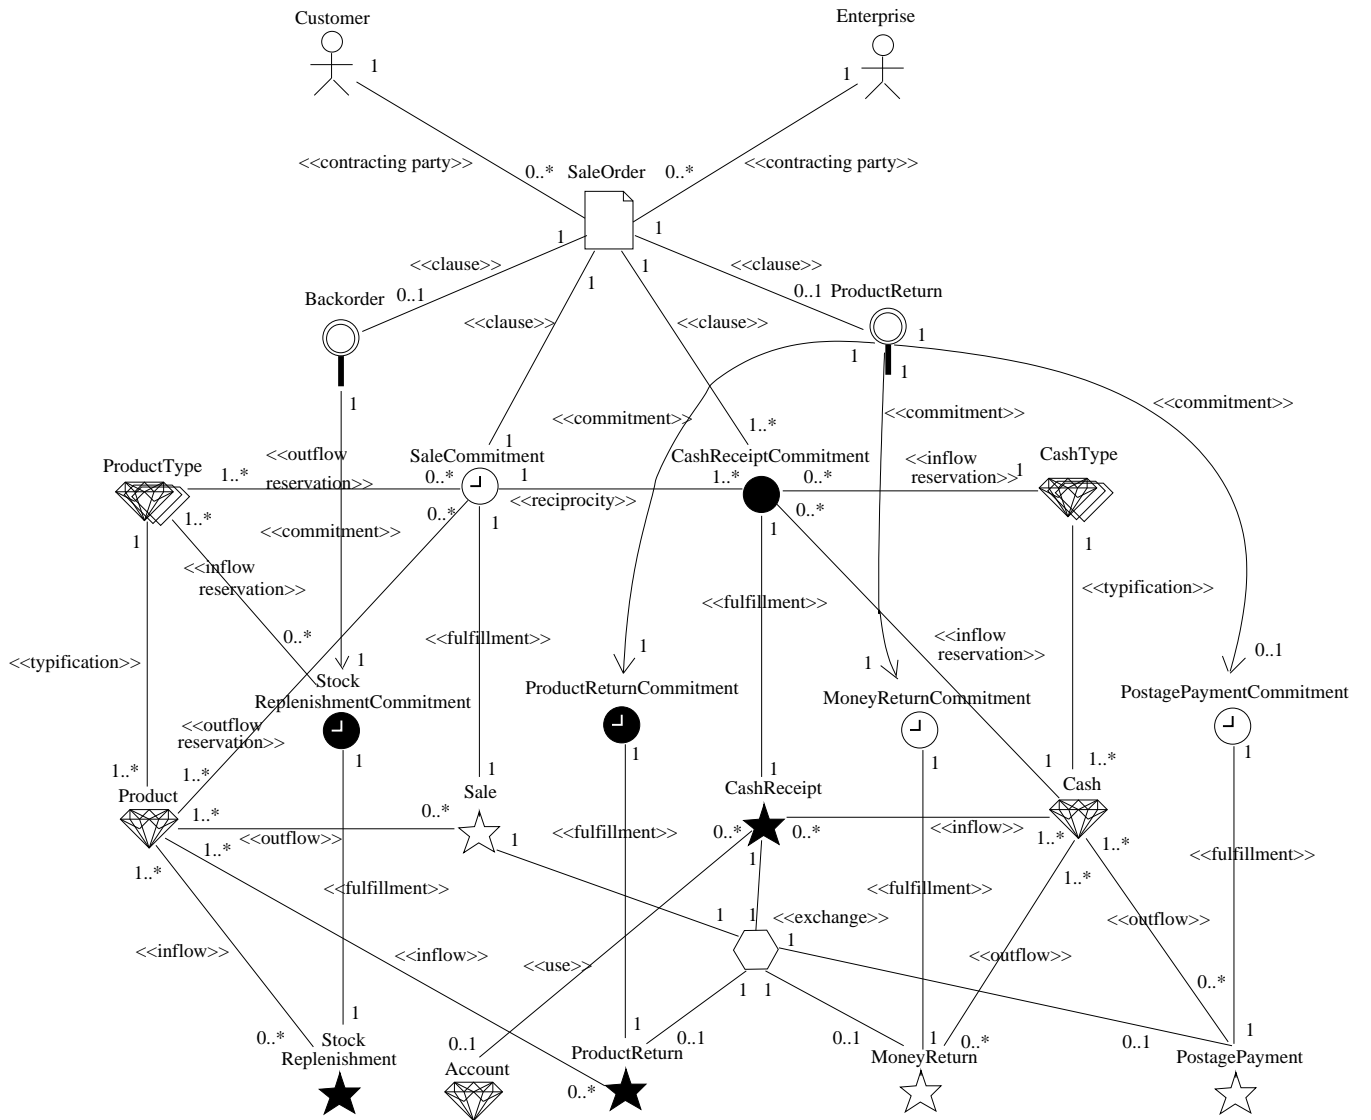 Customer
Enterprise
1
1
<<contracting party>>
0..*
SaleOrder
0..*
<<contracting party>>
1
1
1
1
<<clause>>
<<clause>>
Backorder
0..1
0..1
ProductReturn
<<clause>>
<<clause>>
1
1
1
1
<<commitment>>
<<commitment>>
<<commitment>>
1
1..*
ProductType
<<outflow
reservation>>
1..*
SaleCommitment
0..*
1
CashReceiptCommitment
1..*
0..*
<<inflow
reservation>>
1
CashType
<<reciprocity>>
1..*
0..*
1
0..*
1
<<commitment>>
1
1
<<inflow
reservation>>
<<typification>>
<<fulfillment>>
<<fulfillment>>
<<inflow
reservation>>
0..*
<<typification>>
1
1
1
0..1
Stock
ReplenishmentCommitment
ProductReturnCommitment
MoneyReturnCommitment
PostagePaymentCommitment
<<outflow
reservation>>
1
1
1
1
1..*
1..*
1
1
1
1..*
Product
Sale
CashReceipt
Cash
1..*
0..*
0..*
0..*
<<inflow>>
1..*
1..*
<<outflow>>
1..*
1
1
1..*
1..*
<<fulfillment>>
<<fulfillment>>
<<fulfillment>>
<<fulfillment>>
1
1
<<exchange>>
<<outflow>>
1
<<inflow>>
<<inflow>>
<<use>>
<<outflow>>
1
1
0..*
1
0..*
0..1
1
0..1
0..1
1
0..*
0..1
1
Stock
Replenishment
Account
ProductReturn
MoneyReturn
PostagePayment
0..*